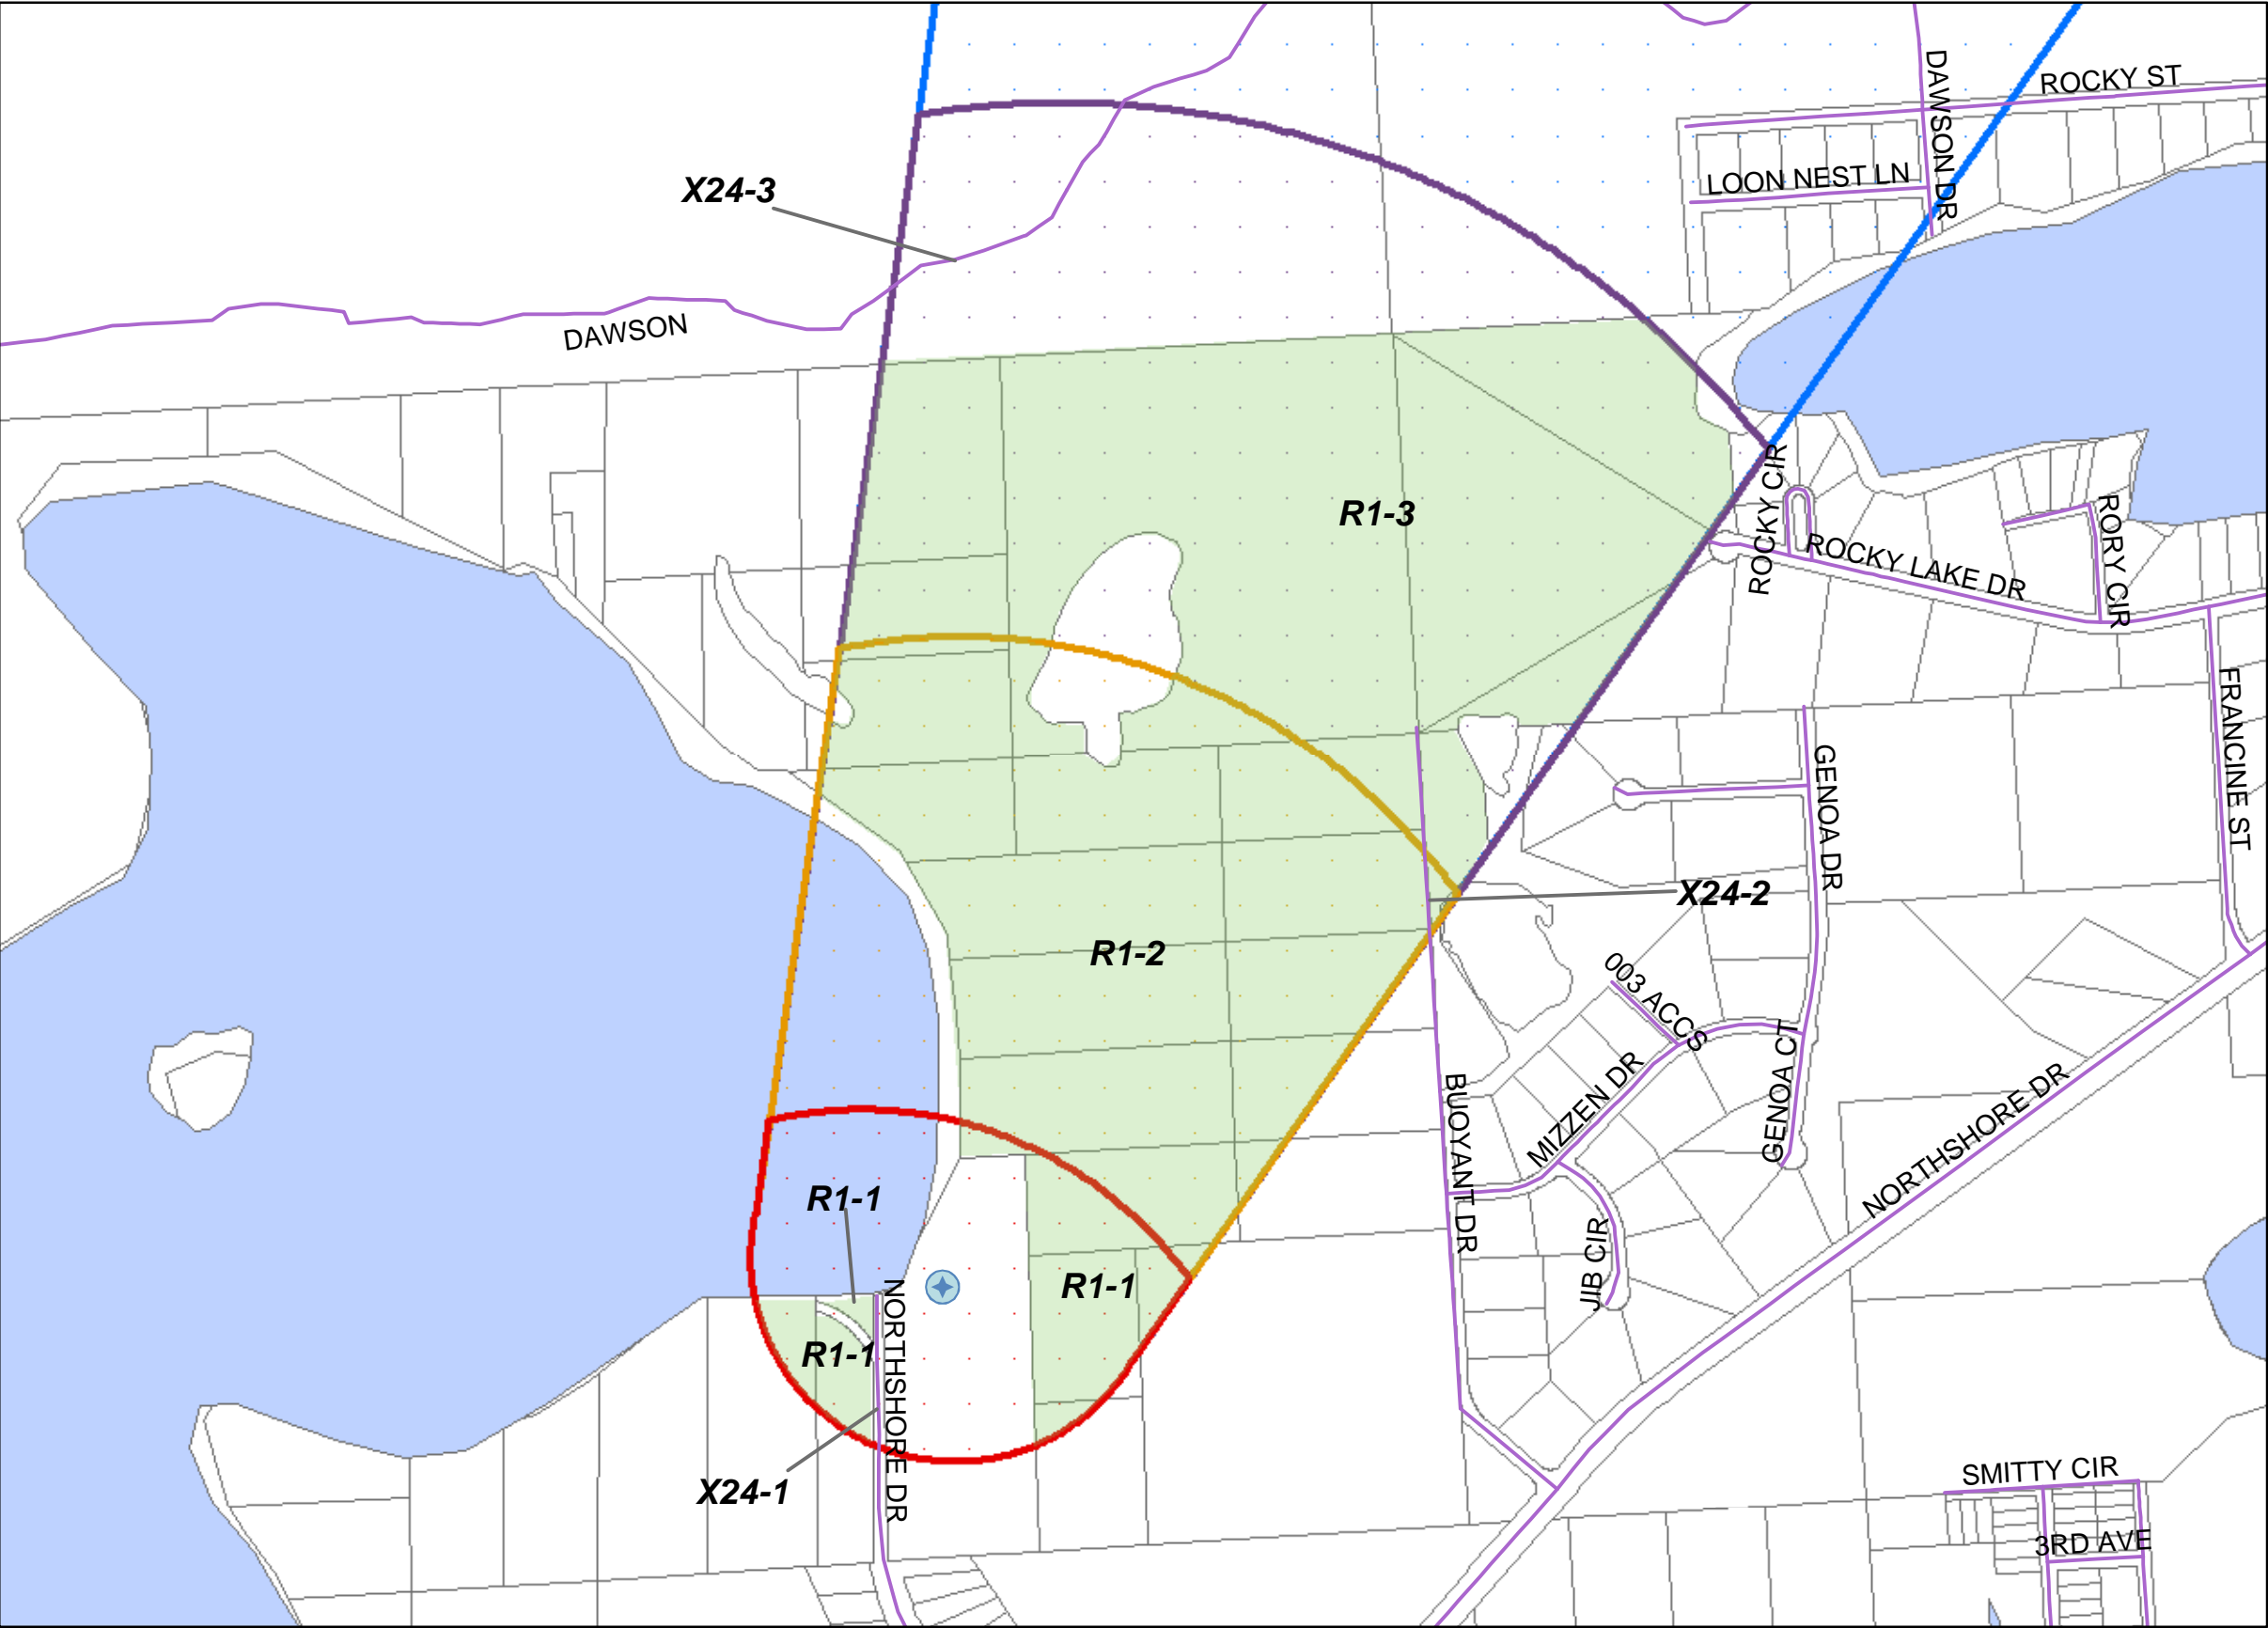 ROCKY ST
DAWSON DR
LOON NEST LN
X24-3
DAWSON
R1-3
ROCKY CIR
ROCKY LAKE DR
RORY CIR
FRANCINE ST
GENOA DR
X24-2
R1-2
003 ACCS
GENOA CT
MIZZEN DR
BUOYANT DR
NORTHSHORE DR
R1-1
JIB CIR
R1-1
R1-1
NORTHSHORE DR
X24-1
SMITTY CIR
3RD AVE